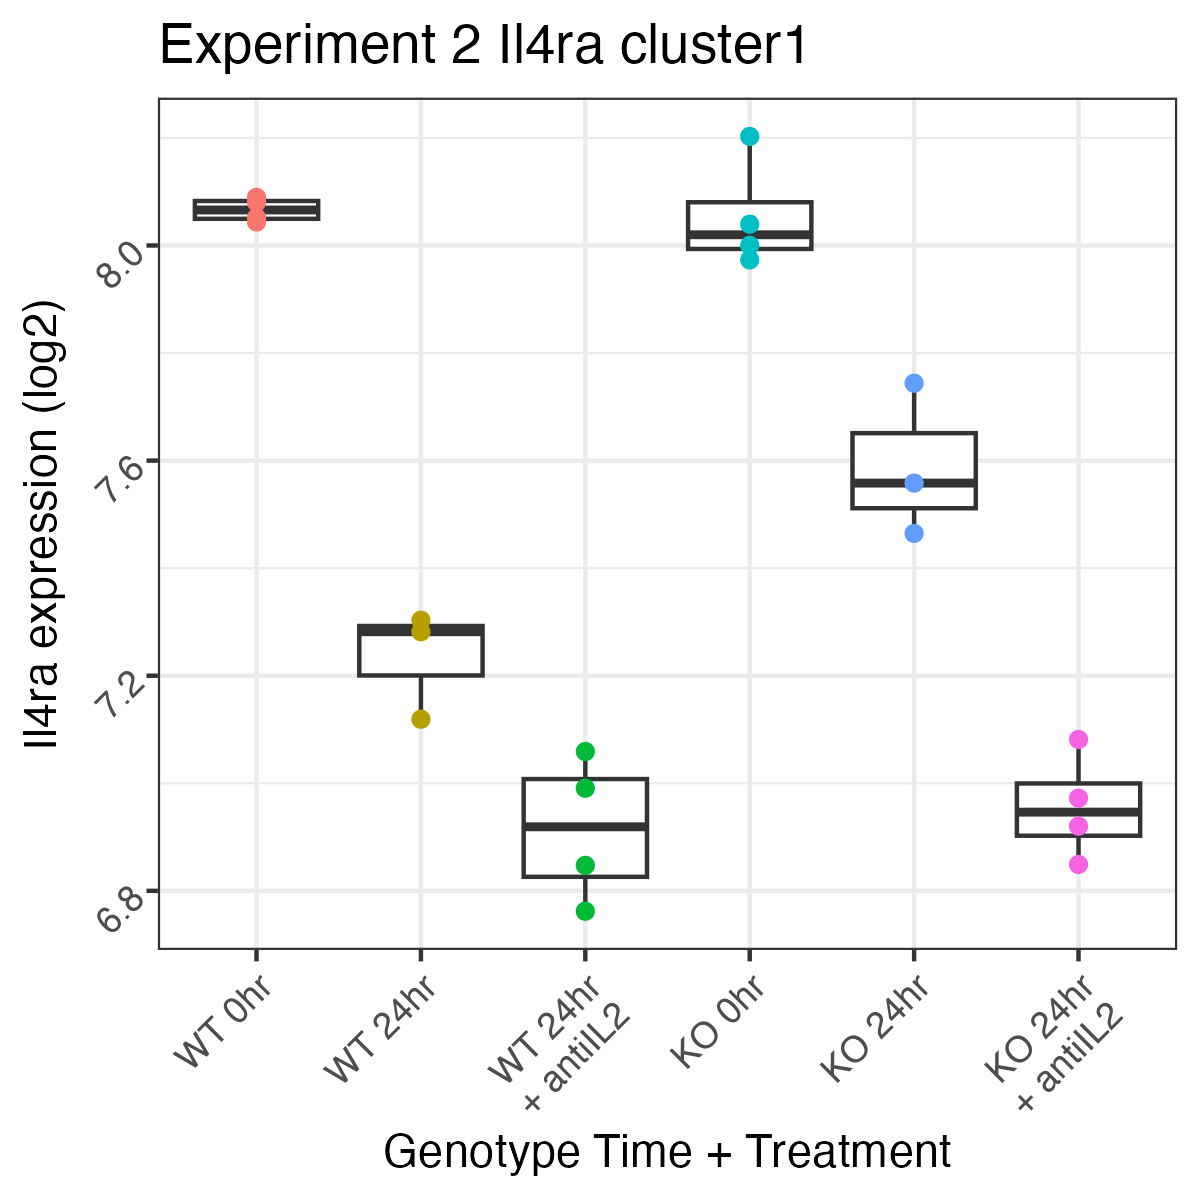 Experiment 2 Il4ra cluster1
Il4ra expression (log2)
8.0
7.6
7.2
6.8
WT 0hr
WT 24hr
WT 24hr
+ antiIL2
KO 0hr
KO 24hr
KO 24hr
+ antiIL2
Genotype Time + Treatment